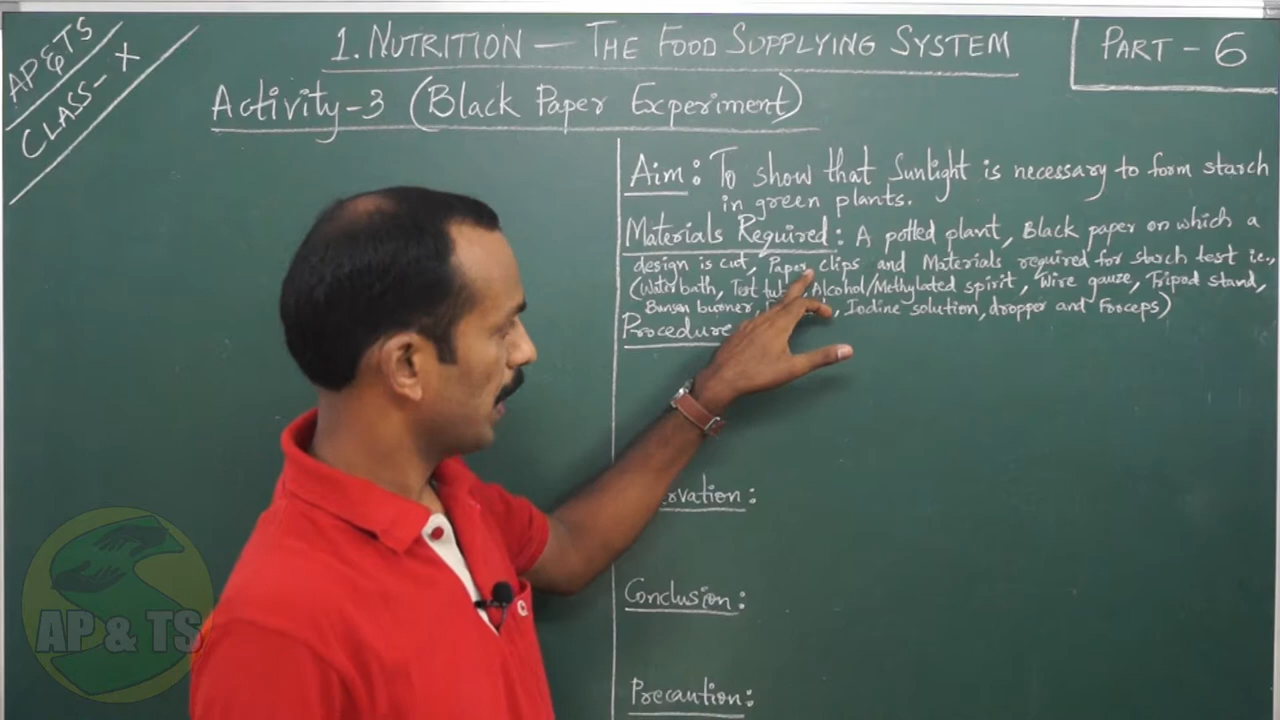 AP & TS
CLASS - X
1. NUTRITION — THE FOOD SUPPLYING SYSTEM
PART - 6
Activity-3 (Black Paper Experiment)
Aim: To show that Sunlight is necessary to form starch
in green plants.
Materials Required: A potted plant, Black paper on which a
design is cut, Paper clips and Materials required for starch test i.e.,
(Waterbath, Test Alcohol/Methylated spirit, Wire gauze, Tripod stand,
Bunsen burner, Iodine solution, dropper and Forceps)
Procedure
Conclusion:
Precaution:
AP & TS